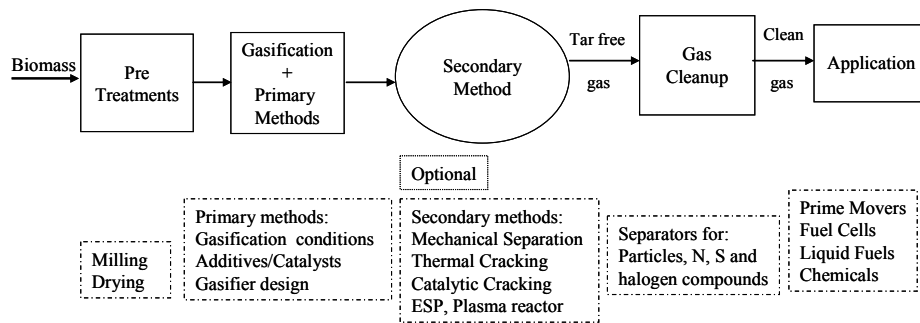 Biomass
Pre
Treatments
Gasification
+
Primary
Methods
Secondary
Method
Tar free
gas
Gas
Cleanup
Clean
gas
Application
Optional
Milling
Drying
Primary methods:
Gasification conditions
Additives/Catalysts
Gasifier design
Secondary methods:
Mechanical Separation
Thermal Cracking
Catalytic Cracking
ESP, Plasma reactor
Separators for:
Particles, N, S and
halogen compounds
Prime Movers
Fuel Cells
Liquid Fuels
Chemicals